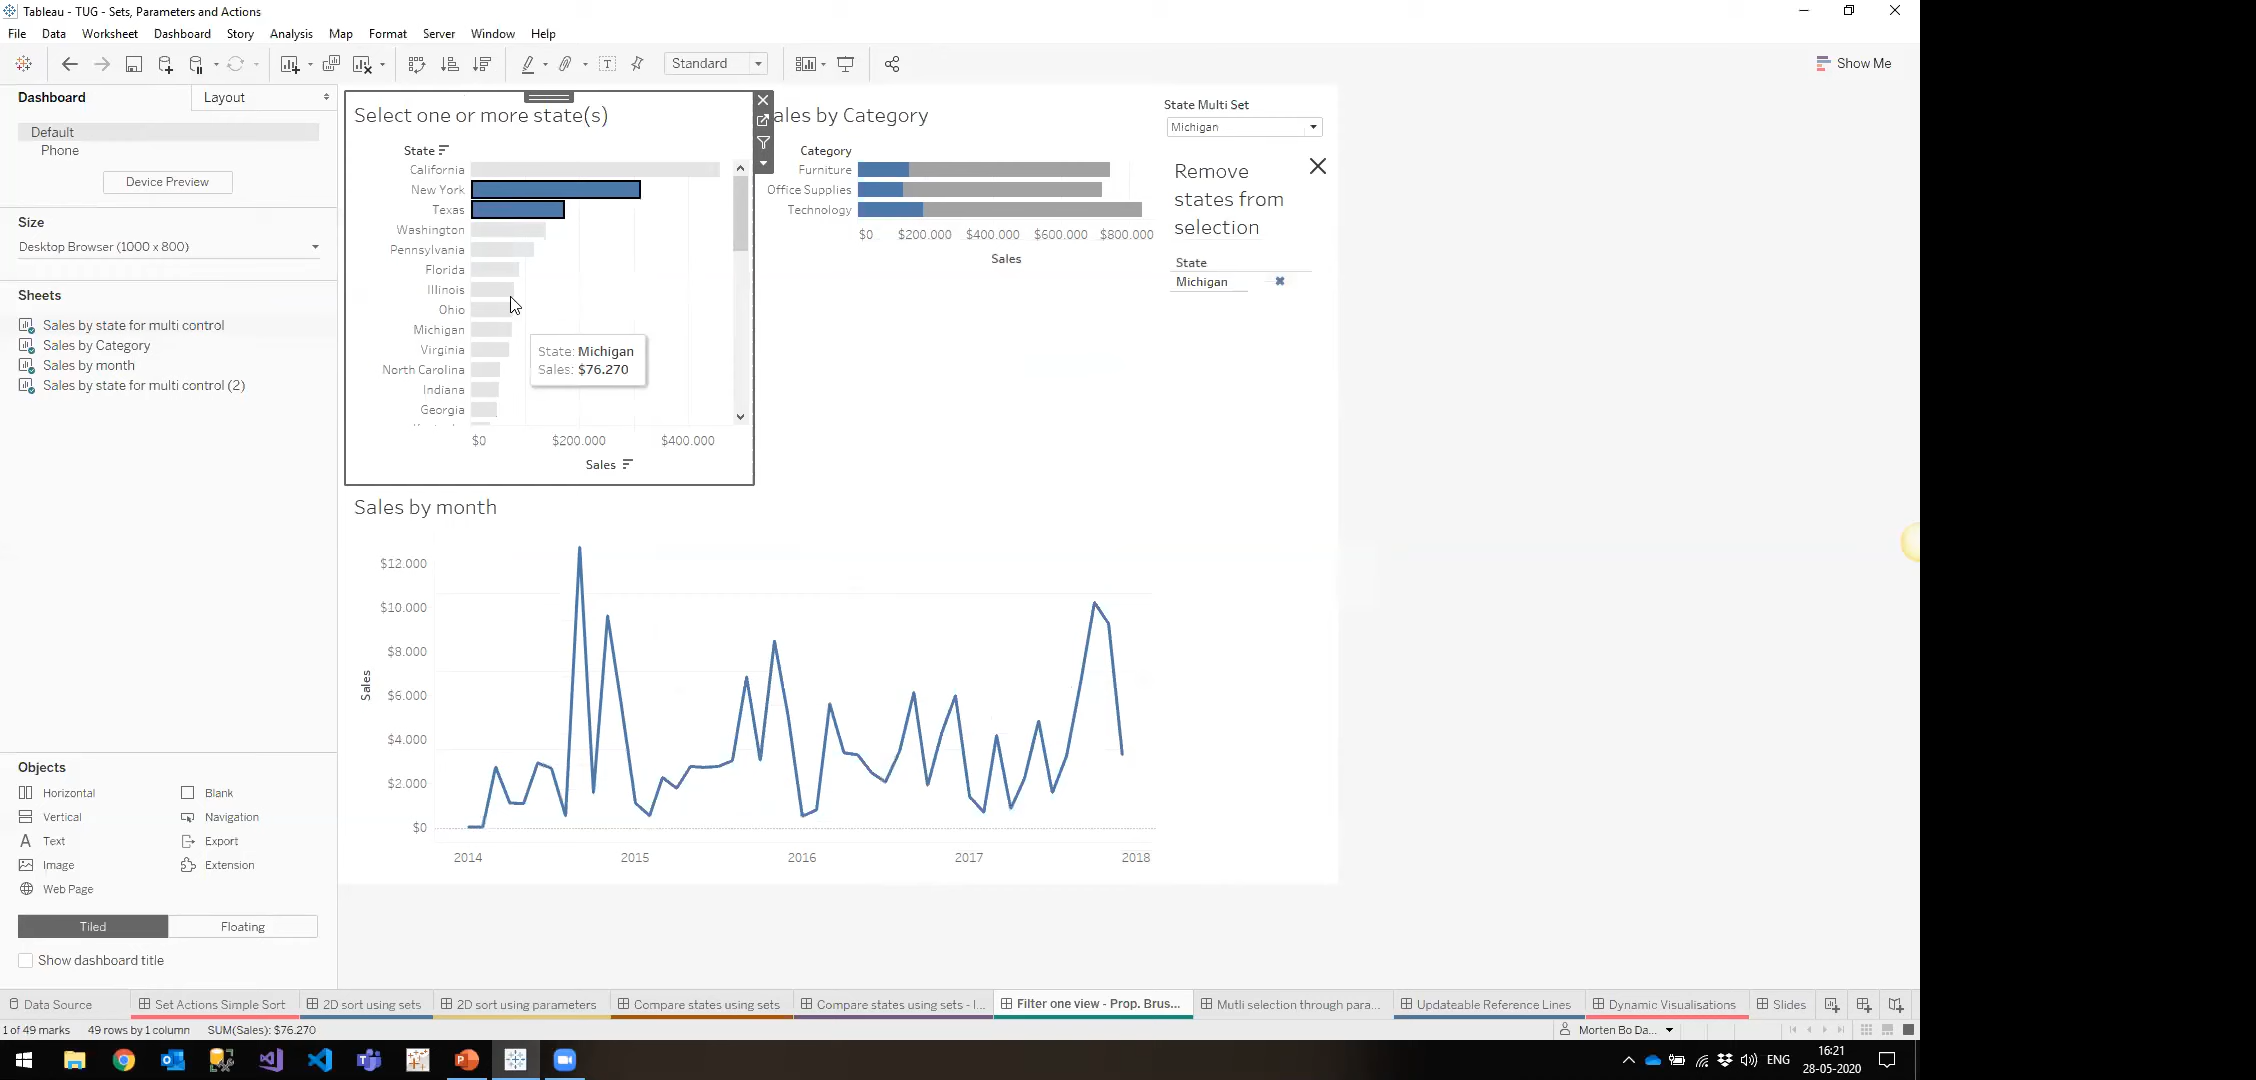 Tableau - TUG - Sets, Parameters and Actions
File Data Worksheet Dashboard Story Analysis Map Format Server Window Help
Standard
Show Me
Dashboard
Layout
Default
Phone
Device Preview
Size
Desktop Browser (1000 x 800)
Sheets
Sales by state for multi control
Sales by Category
Sales by month
Sales by state for multi control (2)
Objects
Horizontal
Blank
Vertical
Navigation
Text
Export
Image
Extension
Web Page
Tiled
Floating
Show dashboard title
Select one or more state(s)
State
California
New York
Texas
Washington
Pennsylvania
Florida
Illinois
Ohio
Michigan
Virginia
North Carolina
Indiana
Georgia
$0 $200.000 $400.000
Sales
State: Michigan
Sales: $76.270
ales by Category
Category
Furniture
Office Supplies
Technology
$0 $200.000 $400.000 $600.000 $800.000
Sales
State Multi Set
Michigan
Remove
states from
selection
State
Michigan
Sales by month
$12.000
$10.000
$8.000
$6.000
$4.000
$2.000
$0
Sales
2014 2015 2016 2017 2018
Data Source
Set Actions Simple Sort
2D sort using sets
2D sort using parameters
Compare states using sets
Compare states using sets - I...
Filter one view - Prop. Brus...
Mutli selection through para...
Updateable Reference Lines
Dynamic Visualisations
Slides
1 of 49 marks 49 rows by 1 column SUM(Sales): $76.270
Morten Bo Da...
ENG
16:21
28-05-2020